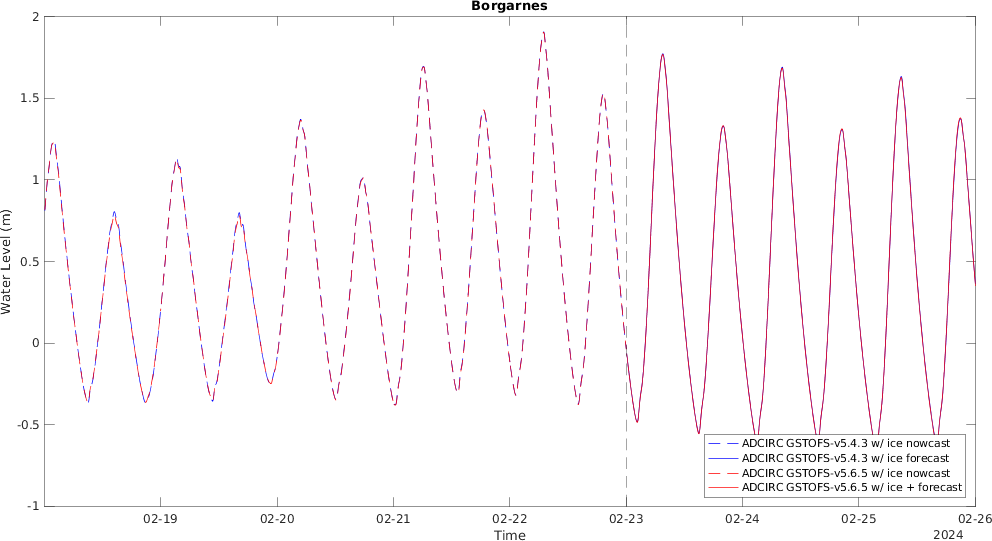 Borgarnes
2
1.5
1
0.5
0
-0.5
-1
Water Level (m)
ADCIRC GSTOFS-v5.4.3 w/ ice nowcast
ADCIRC GSTOFS-v5.4.3 w/ ice forecast
ADCIRC GSTOFS-v5.6.5 w/ ice nowcast
ADCIRC GSTOFS-v5.6.5 w/ ice + forecast
02-19 02-20 02-21 02-22 02-23 02-24 02-25 02-26
Time
2024